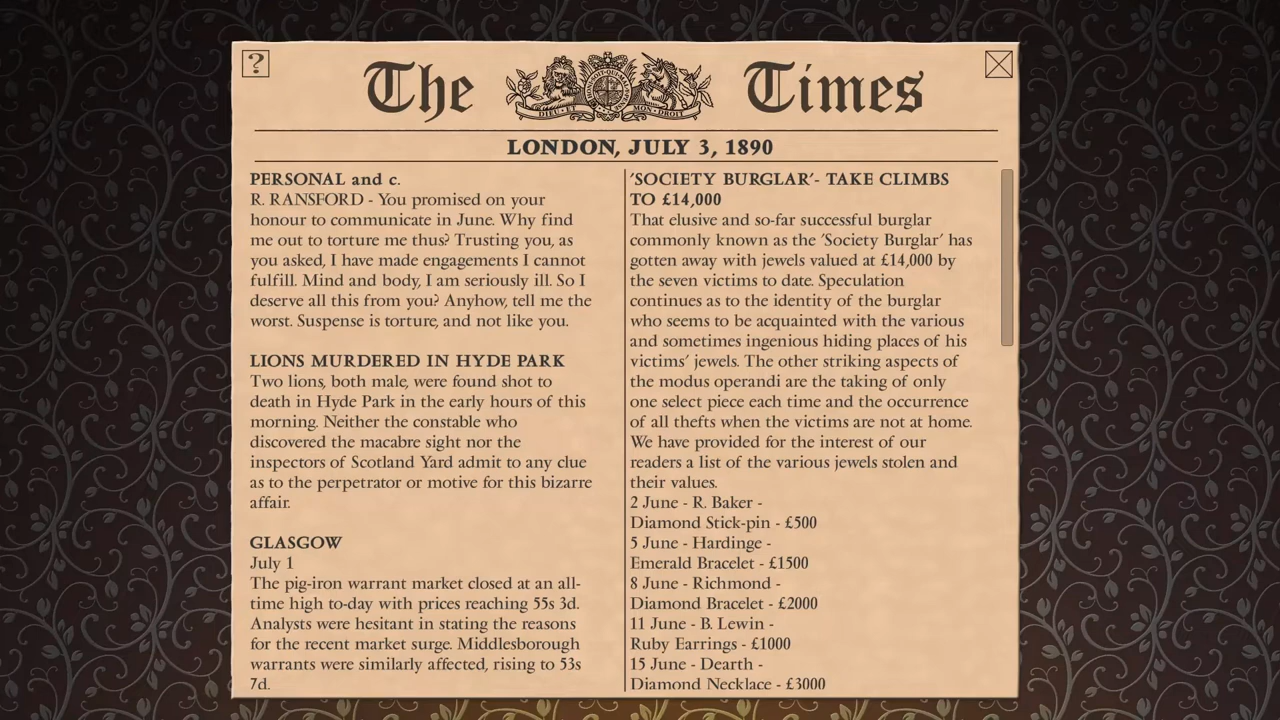 ?
The Times
DIEU · ET MON · DROIT
LONDON, JULY 3, 1890
PERSONAL and c.
R. RANSFORD - You promised on your
honour to communicate in June. Why find
me out to torture me thus? Trusting you, as
you asked, I have made engagements I cannot
fulfill. Mind and body, I am seriously ill. So I
deserve all this from you? Anyhow, tell me the
worst. Suspense is torture, and not like you.
LIONS MURDERED IN HYDE PARK
Two lions, both male, were found shot to
death in Hyde Park in the early hours of this
morning. Neither the constable who
discovered the macabre sight nor the
inspectors of Scotland Yard admit to any clue
as to the perpetrator or motive for this bizarre
affair.
GLASGOW
July 1
The pig-iron warrant market closed at an all-
time high to-day with prices reaching 55s 3d.
Analysts were hesitant in stating the reasons
for the recent market surge. Middlesborough
warrants were similarly affected, rising to 53s
7d.
'SOCIETY BURGLAR'- TAKE CLIMBS
TO £14,000
That elusive and so-far successful burglar
commonly known as the 'Society Burglar' has
gotten away with jewels valued at £14,000 by
the seven victims to date. Speculation
continues as to the identity of the burglar
who seems to be acquainted with the various
and sometimes ingenious hiding places of his
victims' jewels. The other striking aspects of
the modus operandi are the taking of only
one select piece each time and the occurrence
of all thefts when the victims are not at home.
We have provided for the interest of our
readers a list of the various jewels stolen and
their values.
2 June - R. Baker -
Diamond Stick-pin - £500
5 June - Hardinge -
Emerald Bracelet - £1500
8 June - Richmond -
Diamond Bracelet - £2000
11 June - B. Lewin -
Ruby Earrings - £1000
15 June - Dearth -
Diamond Necklace - £3000